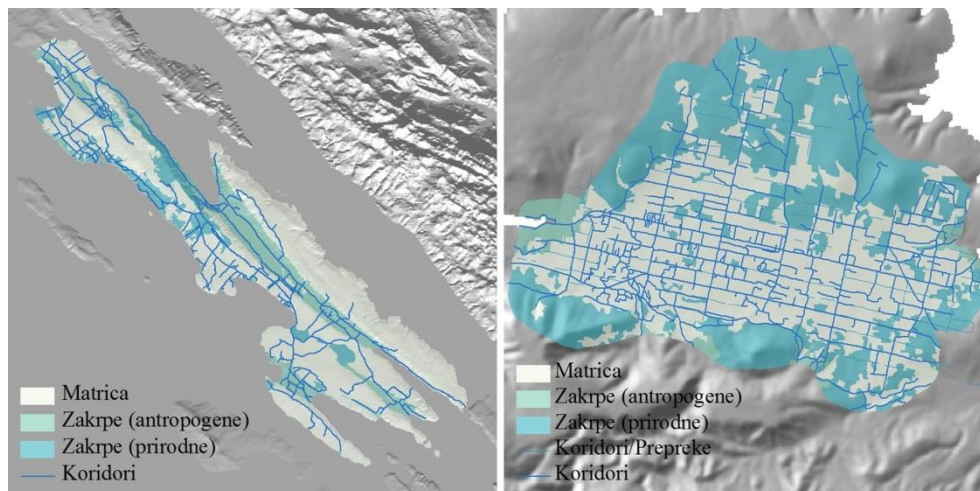 Matrica
Zakrpe (antropogene)
Zakrpe (prirodne)
Koridori
Matrica
Zakrpe (antropogene)
Zakrpe (prirodne)
Koridori/Prepreke
Koridori